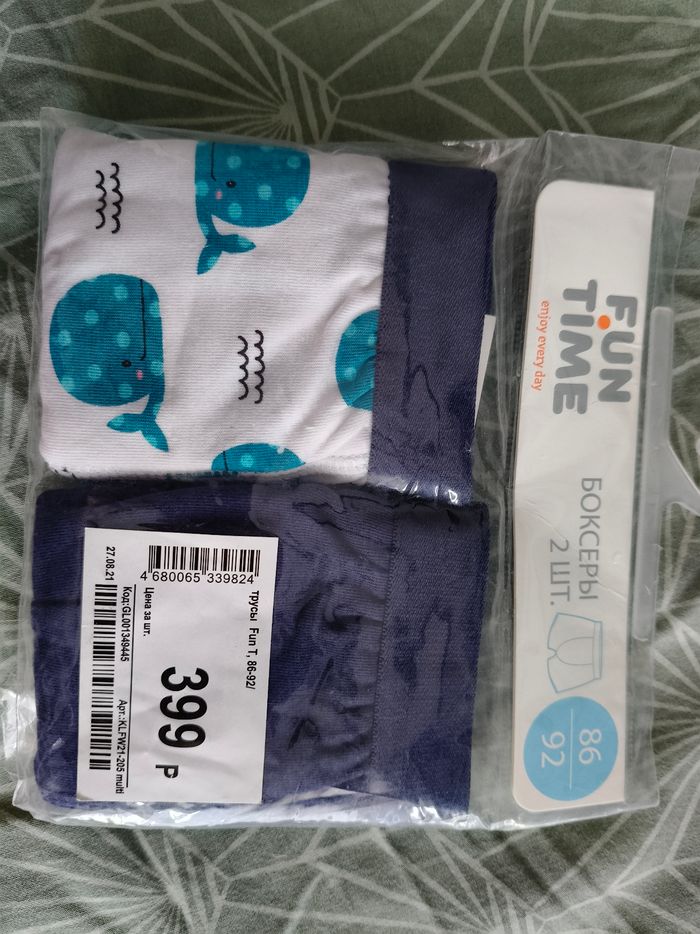 FUN
TIME
enjoy every day
БОКСЕРЫ
2 ШТ.
86
92
трусы Fun T, 86-92/
4 680065 339824
Цена за шт.
399 Р
27.08.21
Код:GL001349445
Арт.:KLFW21-205 multi